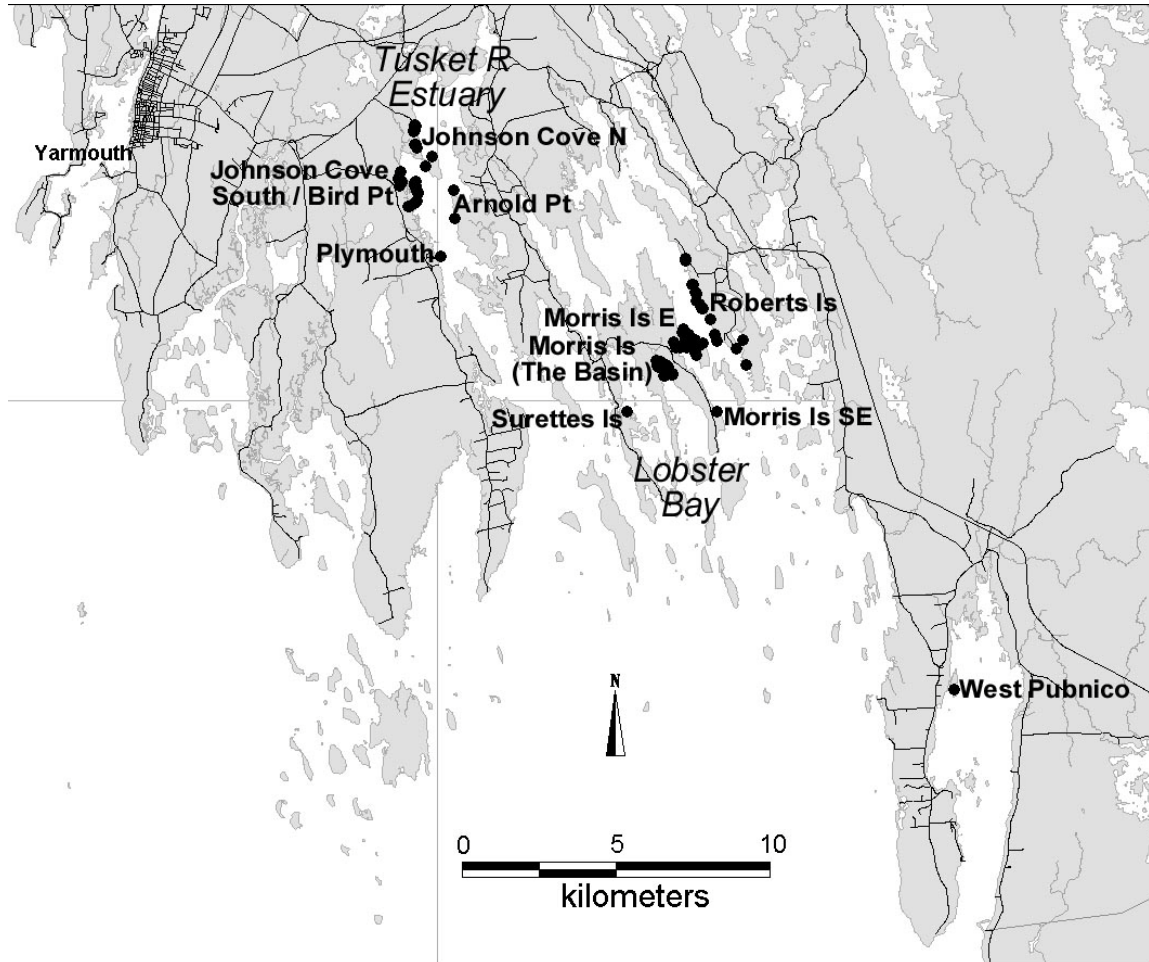 Tusket R
Estuary
Johnson Cove N
Yarmouth
Johnson Cove
South / Bird Pt
Arnold Pt
Plymouth
Roberts Is
Morris Is E
Morris Is
(The Basin)
Surettes Is
Morris Is SE
Lobster
Bay
N
West Pubnico
0 5 10
kilometers